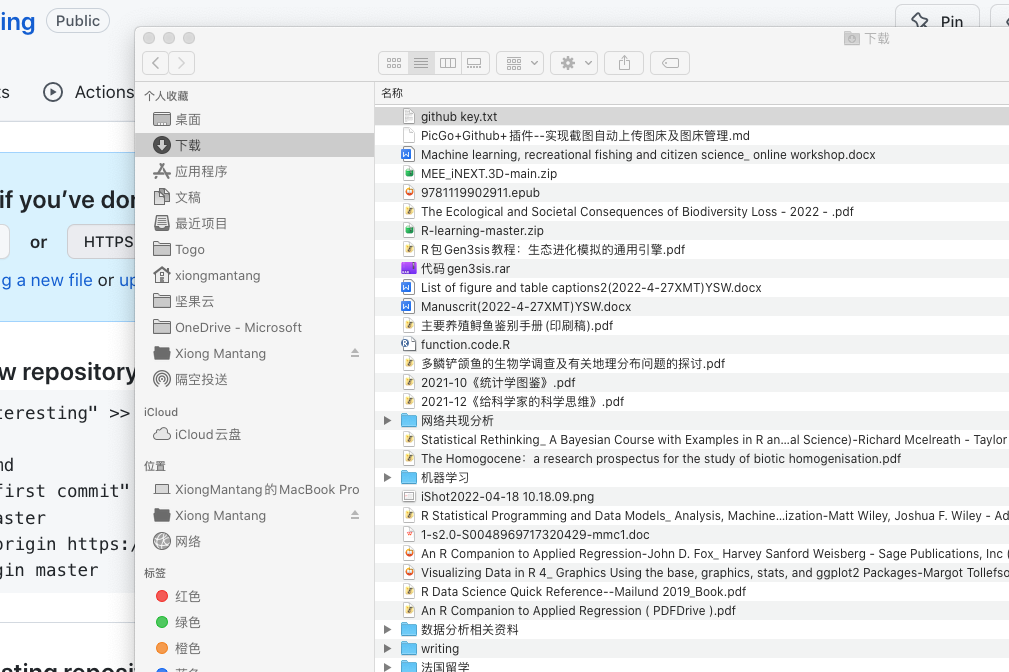 ing
Public
Pin
ts
Actions
if you've don
or
HTTPS
g a new file or up
w repository
teresting" >>
md
first commit"
aster
origin https:/
gin master
sting reposi
下载
个人收藏
桌面
下载
应用程序
文稿
最近项目
Togo
xiongmantang
坚果云
OneDrive - Microsoft
Xiong Mantang
隔空投送
iCloud
iCloud云盘
位置
XiongMantang的MacBook Pro
Xiong Mantang
网络
标签
红色
绿色
橙色
蓝色
名称
github key.txt
PicGo+Github+插件--实现截图自动上传图床及图床管理.md
Machine learning, recreational fishing and citizen science_ online workshop.docx
MEE_iNEXT.3D-main.zip
9781119902911.epub
The Ecological and Societal Consequences of Biodiversity Loss - 2022 - .pdf
R-learning-master.zip
R包Gen3sis教程：生态进化模拟的通用引擎.pdf
代码gen3sis.rar
List of figure and table captions2(2022-4-27XMT)YSW.docx
Manuscrit(2022-4-27XMT)YSW.docx
主要养殖鲟鱼鉴别手册(印刷稿).pdf
function.code.R
多鳞铲颌鱼的生物学调查及有关地理分布问题的探讨.pdf
2021-10《统计学图鉴》.pdf
2021-12《给科学家的科学思维》.pdf
网络共现分析
Statistical Rethinking_ A Bayesian Course with Examples in R an...al Science)-Richard Mcelreath - Taylor
The Homogocene：a research prospectus for the study of biotic homogenisation.pdf
机器学习
iShot2022-04-18 10.18.09.png
R Statistical Programming and Data Models_ Analysis, Machine...ization-Matt Wiley, Joshua F. Wiley - Ad
1-s2.0-S0048969717320429-mmc1.doc
An R Companion to Applied Regression-John D. Fox_ Harvey Sanford Weisberg - Sage Publications, Inc (
Visualizing Data in R 4_ Graphics Using the base, graphics, stats, and ggplot2 Packages-Margot Tollefso
R Data Science Quick Reference--Mailund 2019_Book.pdf
An R Companion to Applied Regression ( PDFDrive ).pdf
数据分析相关资料
writing
法国留学